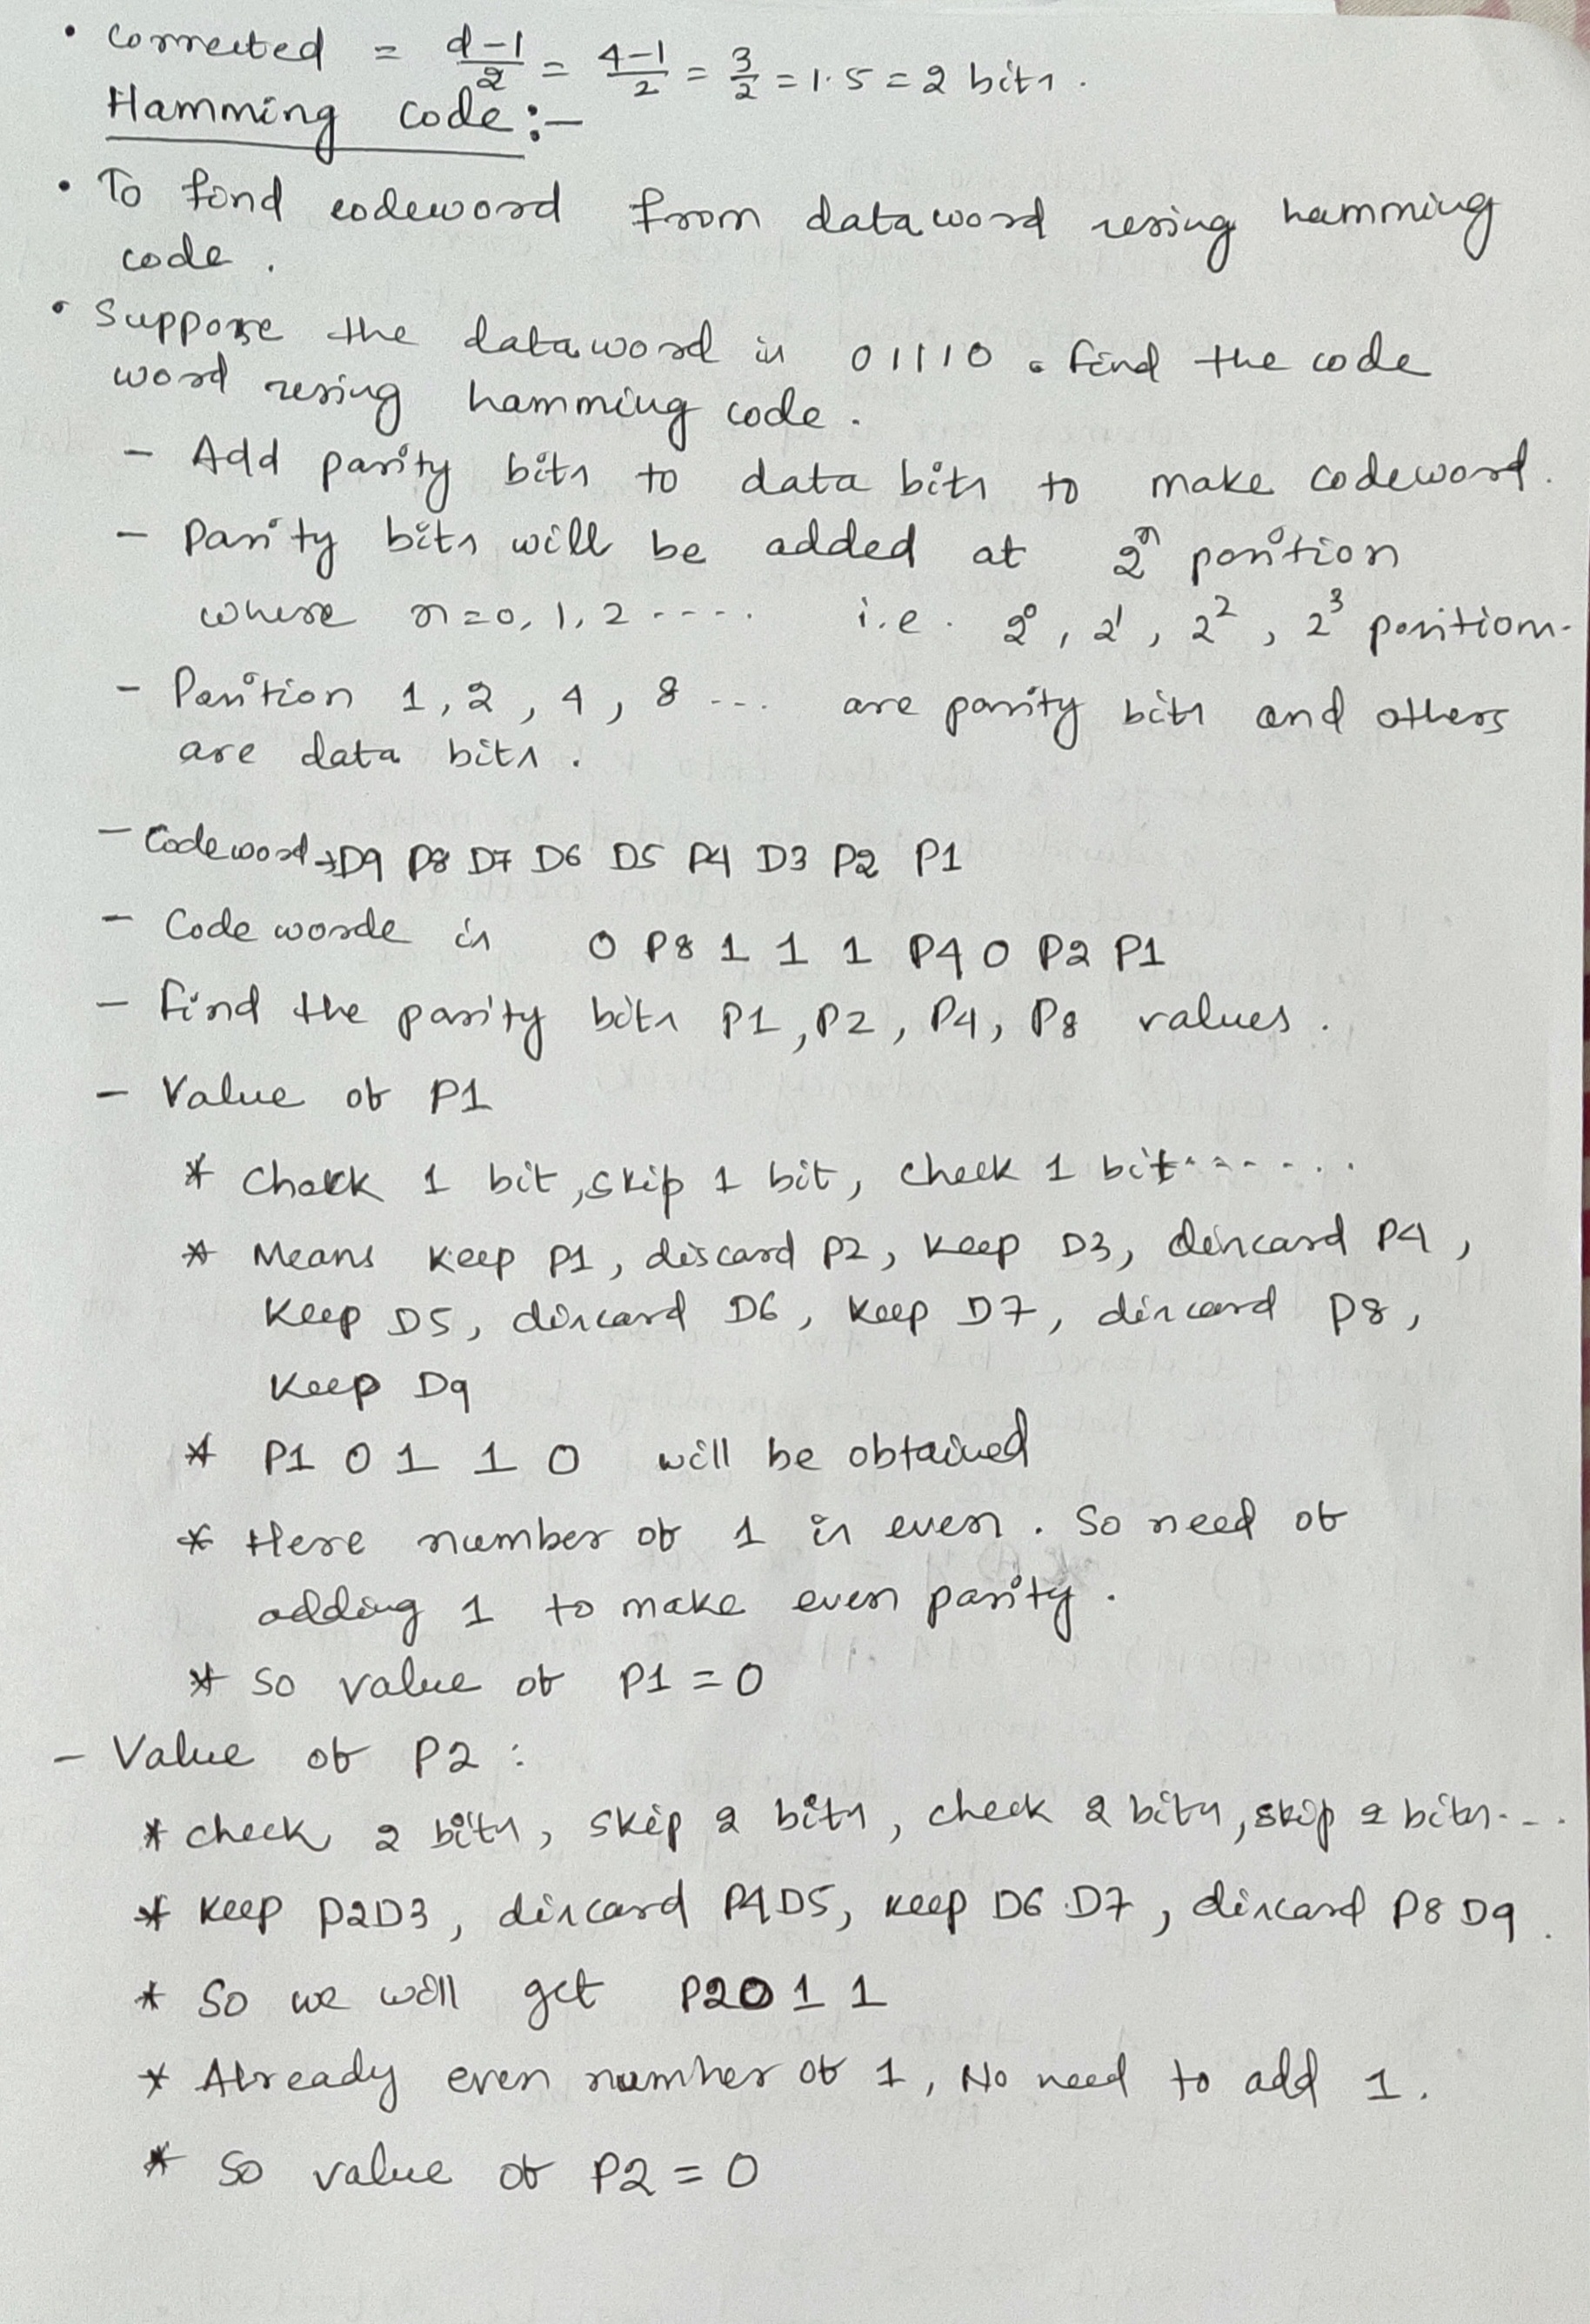 • Corrected = d-1/2 = 4-1/2 = 3/2 = 1.5 = 2 bits.
Hamming code:-
• To find codeword from dataword using hamming
code.
• Suppose the dataword is 01110. Find the code
word using hamming code.
- Add parity bits to data bits to make codeword.
- Parity bits will be added at 2^n position
where n=0,1,2 ---- i.e. 2^0, 2^1, 2^2, 2^3 position.
- Position 1, 2, 4, 8 --- are parity bits and others
are data bits.
- Codeword → D9 P8 D7 D6 D5 P4 D3 P2 P1
- Code worde is 0 P8 1 1 1 P4 0 P2 P1
- Find the parity bits P1, P2, P4, P8 values.
- Value of P1
* Check 1 bit, skip 1 bit, check 1 bit------
* Means keep P1, discard P2, keep D3, discard P4,
keep D5, discard D6, keep D7, discard P8,
keep D9
* P1 0 1 1 0 will be obtained
* Here number of 1 is even. So need of
adding 1 to make even parity.
* So value of P1 = 0
- Value of P2 :
* check 2 bits, skip 2 bits, check 2 bits, skip 2 bits---
* keep P2D3, discard P4D5, keep D6 D7, discard P8 D9.
* So we will get P2 0 1 1
* Already even number of 1, No need to add 1.
* So value of P2 = 0